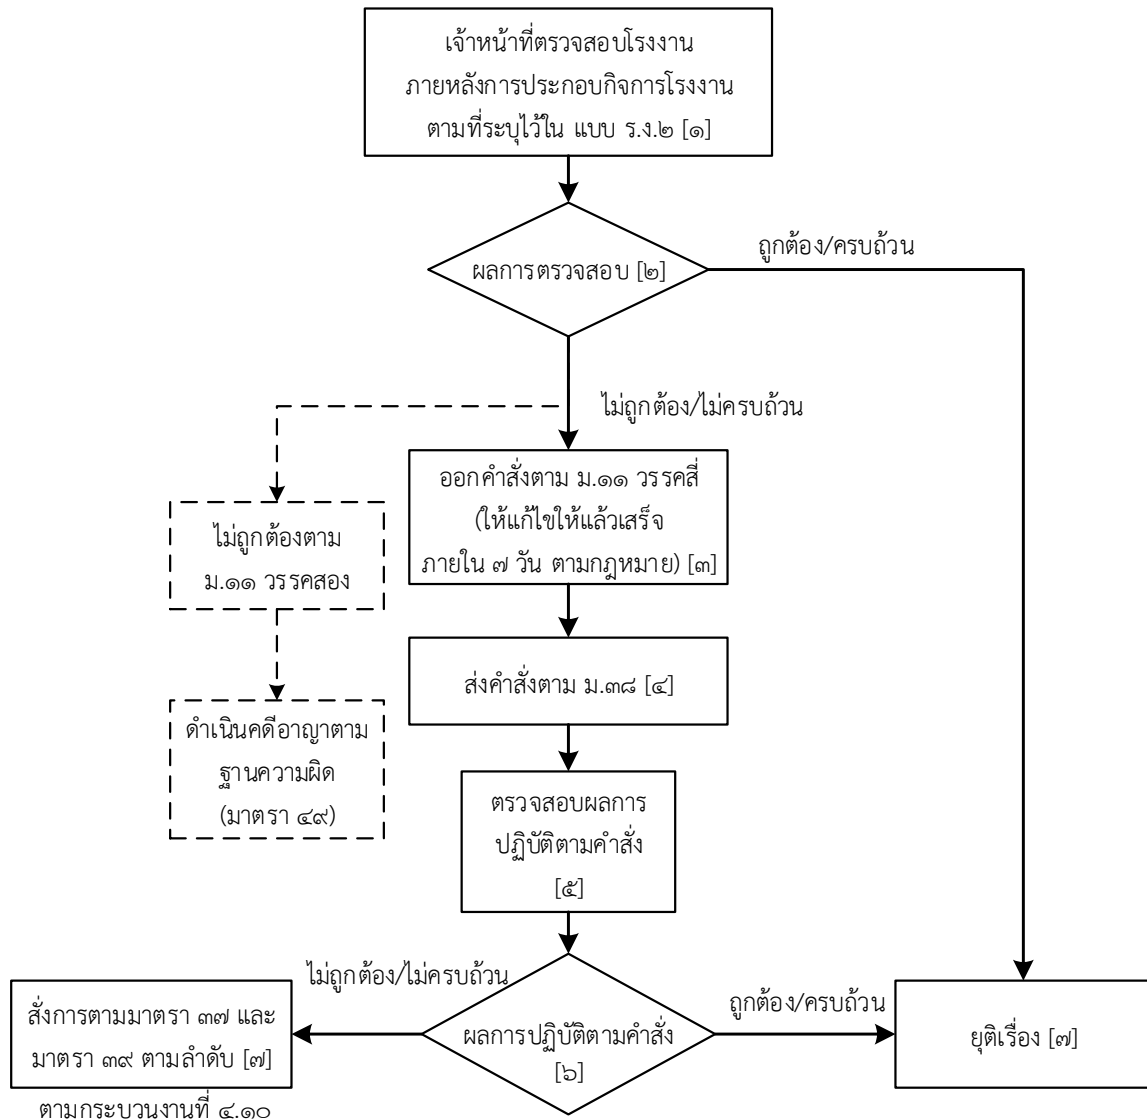 เจ้าหน้าที่ตรวจสอบโรงงาน
ภายหลังการประกอบกิจการโรงงาน
ตามที่ระบุไว้ใน แบบ ร.ง.๒ [๑]
ผลการตรวจสอบ [๒]
ถูกต้อง/ครบถ้วน
ไม่ถูกต้อง/ไม่ครบถ้วน
ออกคำสั่งตาม ม.๑๑ วรรคสี่
(ให้แก้ไขให้แล้วเสร็จ
ภายใน ๗ วัน ตามกฎหมาย) [๓]
ไม่ถูกต้องตาม
ม.๑๑ วรรคสอง
ส่งคำสั่งตาม ม.๓๘ [๔]
ดำเนินคดีอาญาตาม
ฐานความผิด
(มาตรา ๔๙)
ตรวจสอบผลการ
ปฏิบัติตามคำสั่ง
[๕]
ไม่ถูกต้อง/ไม่ครบถ้วน
ผลการปฏิบัติตามคำสั่ง
[๖]
ถูกต้อง/ครบถ้วน
สั่งการตามมาตรา ๓๗ และ
มาตรา ๓๙ ตามลำดับ [๗]
ตามกระบวนงานที่ ๔.๑๐
ยุติเรื่อง [๗]